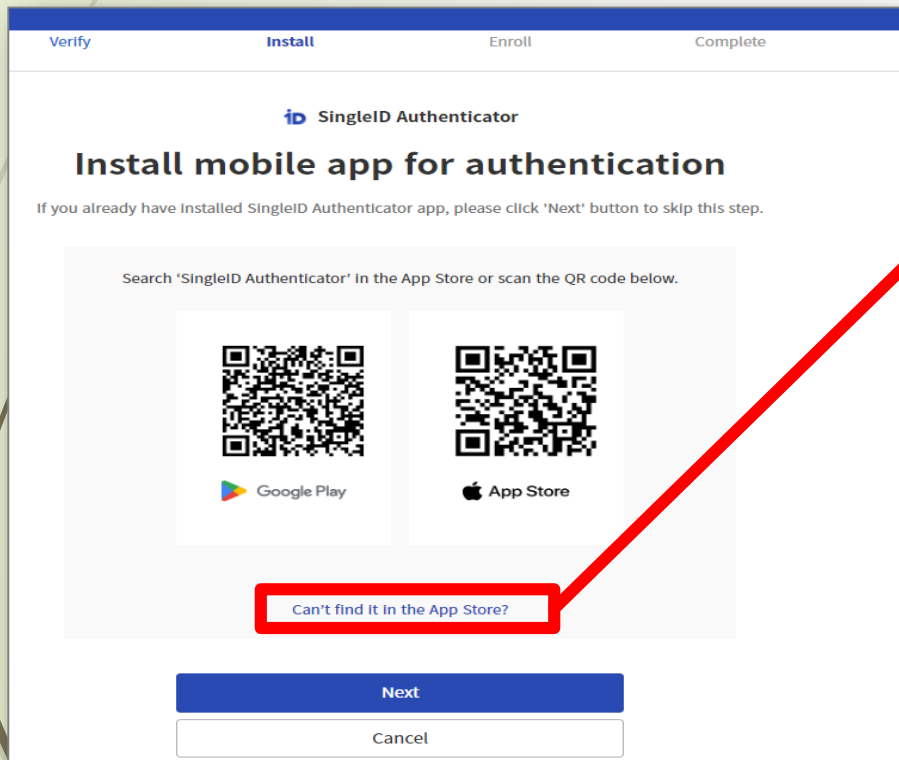 Verify Install Enroll Complete
iD SingleID Authenticator
Install mobile app for authentication
If you already have installed SingleID Authenticator app, please click 'Next' button to skip this step.
Search ‘SingleID Authenticator’ in the App Store or scan the QR code below.
Google Play App Store
Can't find it in the App Store?
Next
Cancel